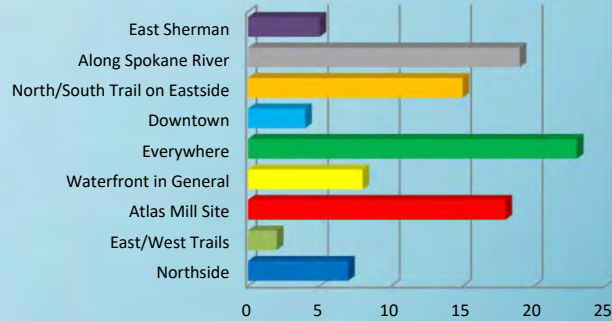 East Sherman
Along Spokane River
North/South Trail on Eastside
Downtown
Everywhere
Waterfront in General
Atlas Mill Site
East/West Trails
Northside
0 5 10 15 20 25